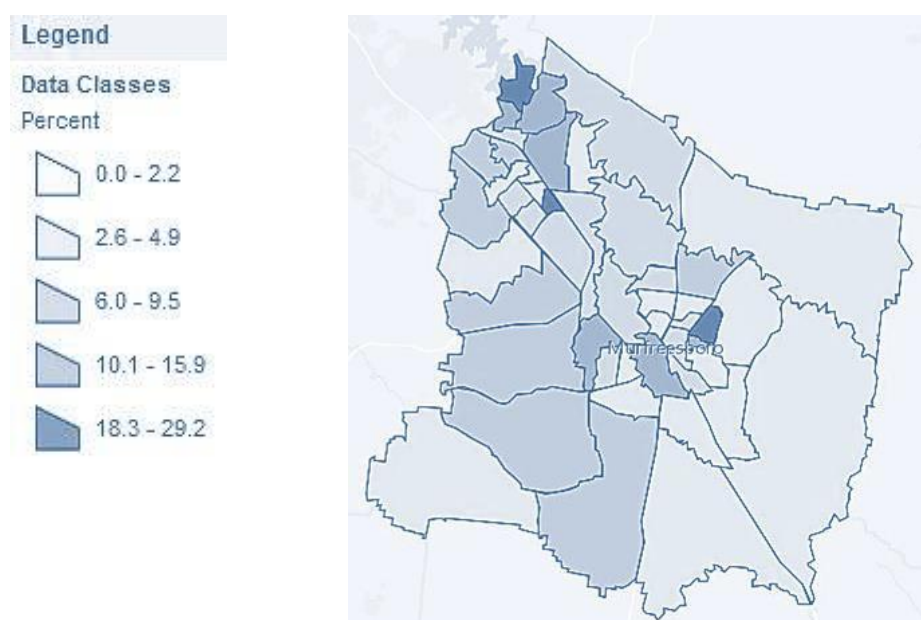 Legend
Data Classes
Percent
0.0 - 2.2
2.6 - 4.9
6.0 - 9.5
10.1 - 15.9
18.3 - 29.2
Murfreesboro